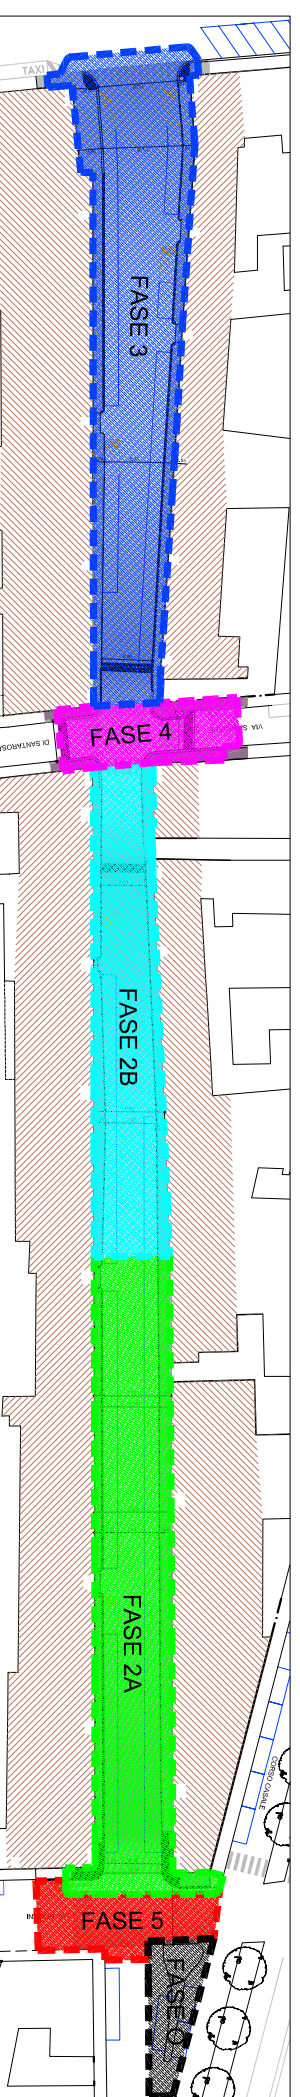 TAXI
FASE 3
FASE 4
DI SANTAROSA
VIA S
FASE 2B
FASE 2A
CORSO CASALE
FASE 5
FASE 0